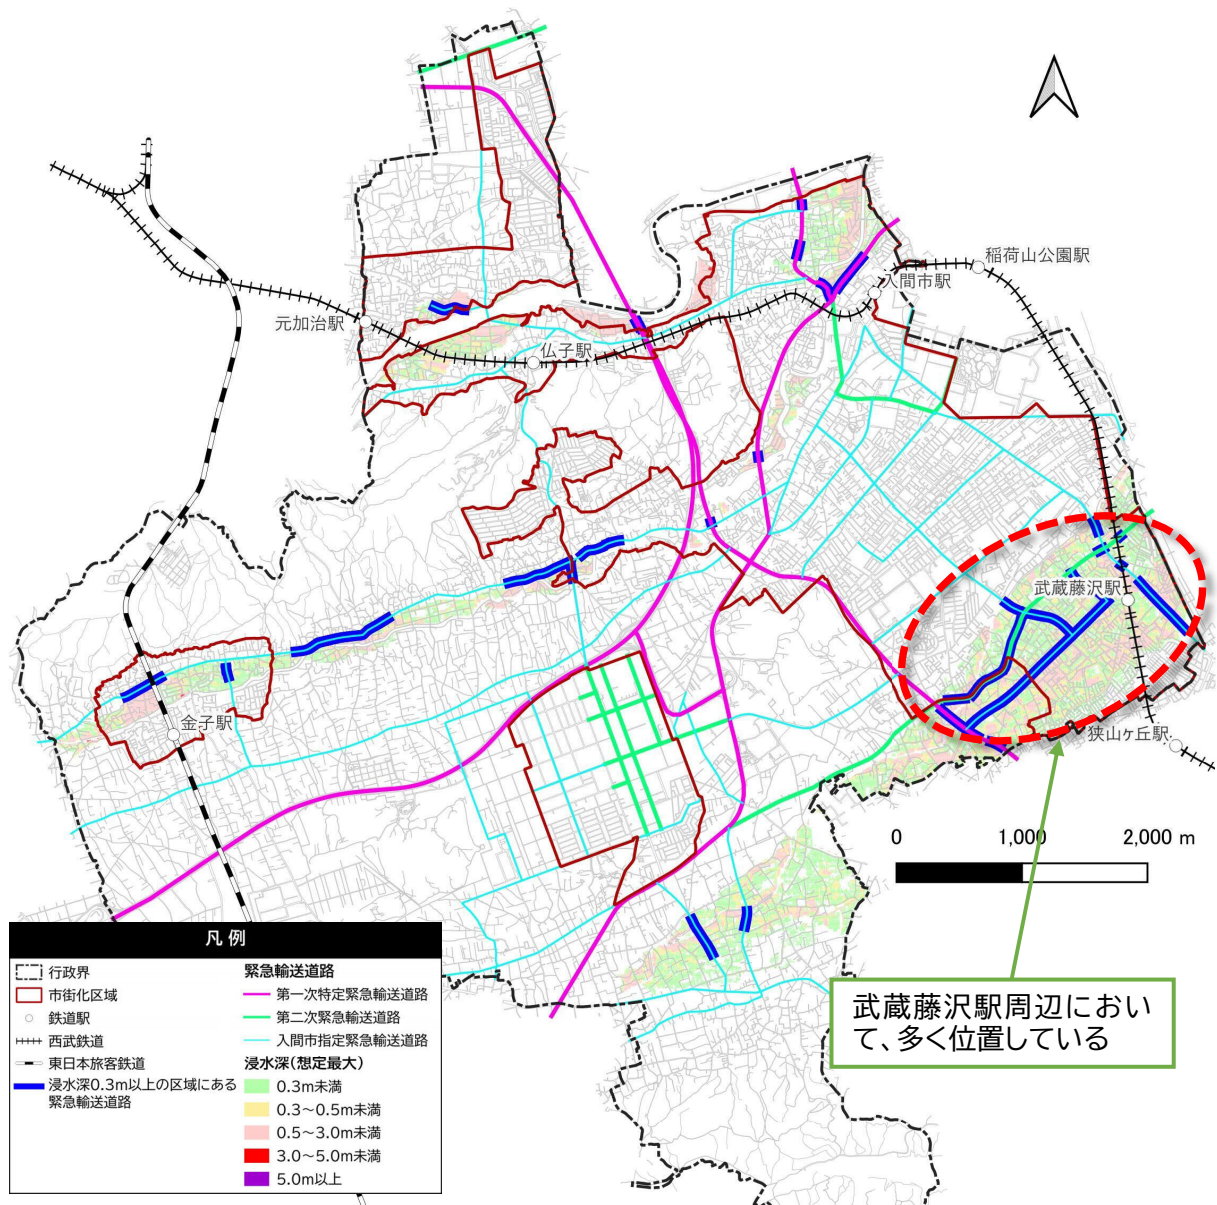 稲荷山公園駅
入間市駅
元加治駅
仏子駅
武蔵藤沢駅
金子駅
狭山ヶ丘駅
0 1,000 2,000 m
武蔵藤沢駅周辺におい
て、多く位置している
凡例
行政界
市街化区域
鉄道駅
西武鉄道
東日本旅客鉄道
浸水深0.3m以上の区域にある
緊急輸送道路
緊急輸送道路
第一次特定緊急輸送道路
第二次緊急輸送道路
入間市指定緊急輸送道路
浸水深(想定最大)
0.3m未満
0.3～0.5m未満
0.5～3.0m未満
3.0～5.0m未満
5.0m以上